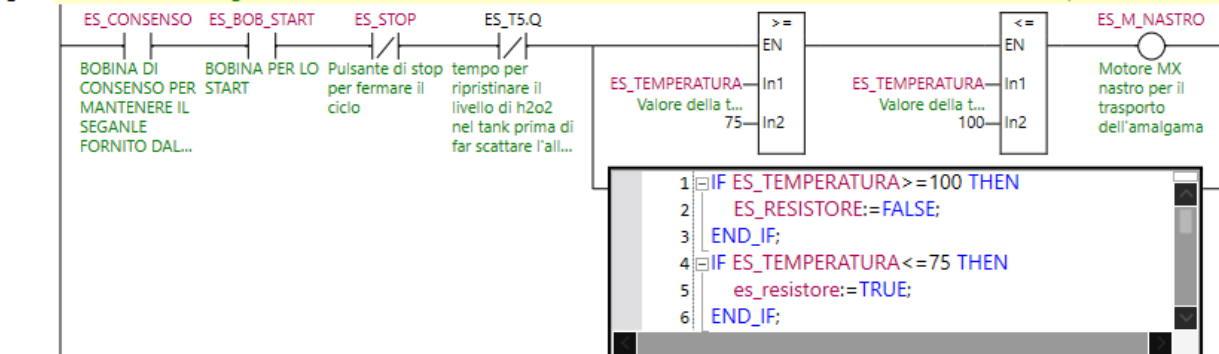 ES_CONSENSO ES_BOB_START ES_STOP ES_T5.Q >= <= ES_M_NASTRO
EN EN
BOBINA DI
CONSENSO PER
MANTENERE IL
SEGANLE
FORNITO DAL...
BOBINA PER LO
START
Pulsante di stop
per fermare il
ciclo
tempo per
ripristinare il
livello di h2o2
nel tank prima di
far scattare l'all...
ES_TEMPERATURA In1
Valore della t...
75 In2
ES_TEMPERATURA In1
Valore della t...
100 In2
Motore MX
nastro per il
trasporto
dell'amalgama
1 IF ES_TEMPERATURA>=100 THEN
2 ES_RESISTORE:=FALSE;
3 END_IF;
4 IF ES_TEMPERATURA<=75 THEN
5 es_resistore:=TRUE;
6 END_IF;